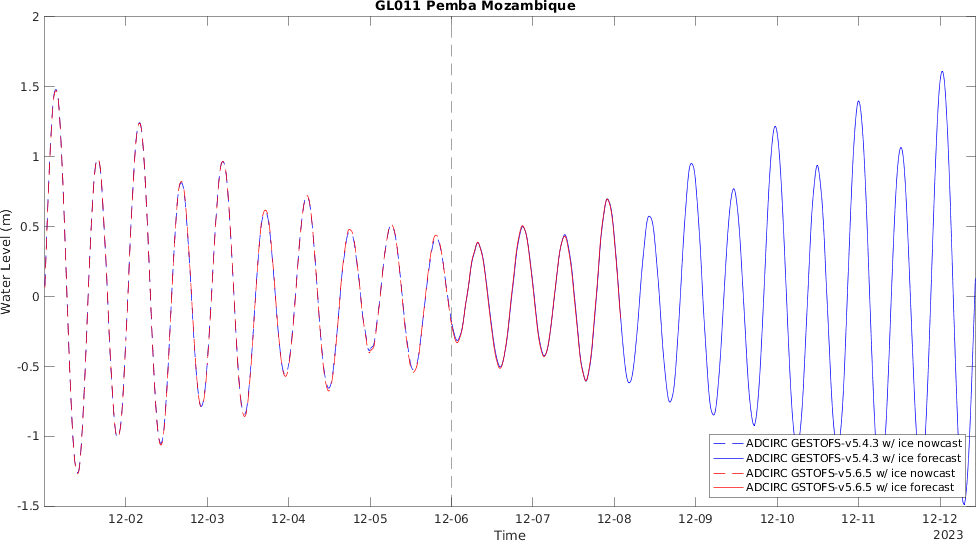 GL011 Pemba Mozambique
2
1.5
1
0.5
0
-0.5
-1
-1.5
Water Level (m)
ADCIRC GESTOFS-v5.4.3 w/ ice nowcast
ADCIRC GESTOFS-v5.4.3 w/ ice forecast
ADCIRC GSTOFS-v5.6.5 w/ ice nowcast
ADCIRC GSTOFS-v5.6.5 w/ ice forecast
12-02 12-03 12-04 12-05 12-06 12-07 12-08 12-09 12-10 12-11 12-12
Time
2023